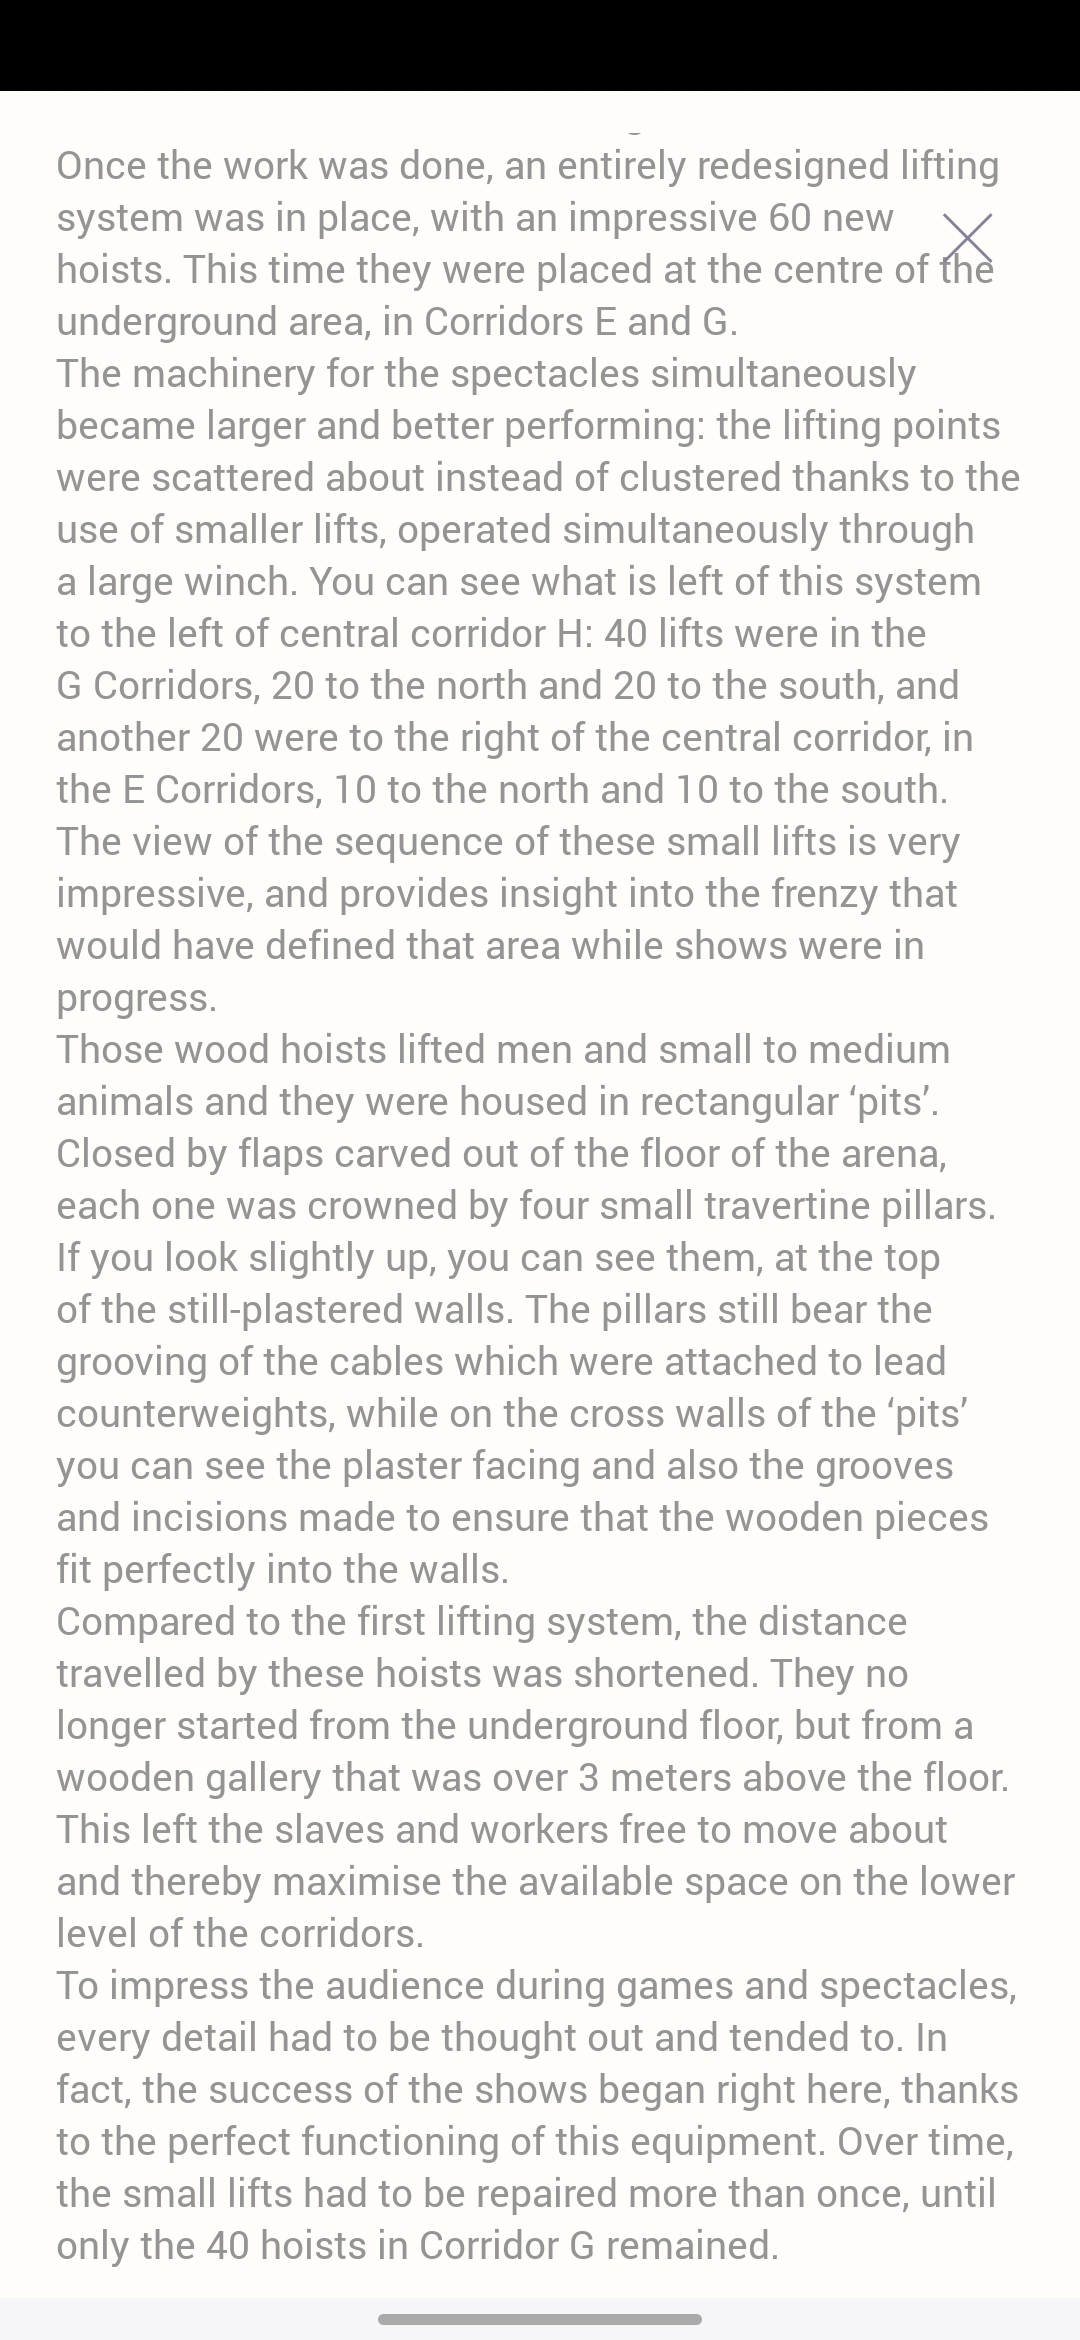 Once the work was done, an entirely redesigned lifting
system was in place, with an impressive 60 new
hoists. This time they were placed at the centre of the
underground area, in Corridors E and G.
The machinery for the spectacles simultaneously
became larger and better performing: the lifting points
were scattered about instead of clustered thanks to the
use of smaller lifts, operated simultaneously through
a large winch. You can see what is left of this system
to the left of central corridor H: 40 lifts were in the
G Corridors, 20 to the north and 20 to the south, and
another 20 were to the right of the central corridor, in
the E Corridors, 10 to the north and 10 to the south.
The view of the sequence of these small lifts is very
impressive, and provides insight into the frenzy that
would have defined that area while shows were in
progress.
Those wood hoists lifted men and small to medium
animals and they were housed in rectangular ‘pits’.
Closed by flaps carved out of the floor of the arena,
each one was crowned by four small travertine pillars.
If you look slightly up, you can see them, at the top
of the still-plastered walls. The pillars still bear the
grooving of the cables which were attached to lead
counterweights, while on the cross walls of the ‘pits’
you can see the plaster facing and also the grooves
and incisions made to ensure that the wooden pieces
fit perfectly into the walls.
Compared to the first lifting system, the distance
travelled by these hoists was shortened. They no
longer started from the underground floor, but from a
wooden gallery that was over 3 meters above the floor.
This left the slaves and workers free to move about
and thereby maximise the available space on the lower
level of the corridors.
To impress the audience during games and spectacles,
every detail had to be thought out and tended to. In
fact, the success of the shows began right here, thanks
to the perfect functioning of this equipment. Over time,
the small lifts had to be repaired more than once, until
only the 40 hoists in Corridor G remained.